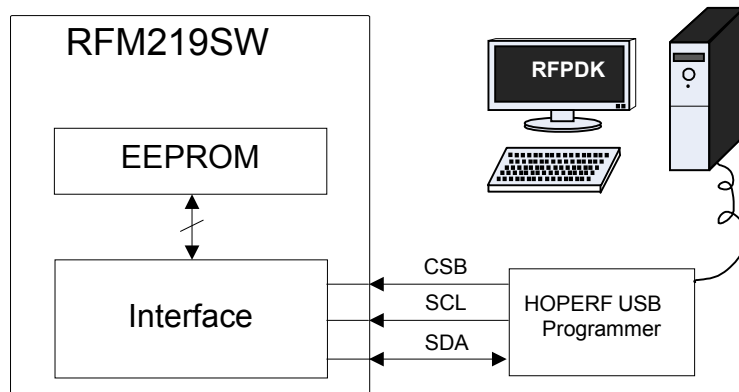 RFM219SW
RFPDK
EEPROM
CSB
SCL
SDA
Interface
HOPERF USB
Programmer